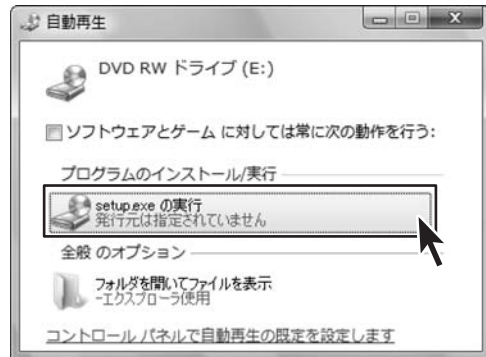 自動再生
DVD RW ドライブ (E:)
ソフトウェアとゲーム に対しては常に次の動作を行う:
プログラムのインストール/実行
setup.exe の実行
発行元は指定されていません
全般 のオプション
フォルダを開いてファイルを表示
-エクスプローラ使用
コントロール パネルで自動再生の既定を設定します